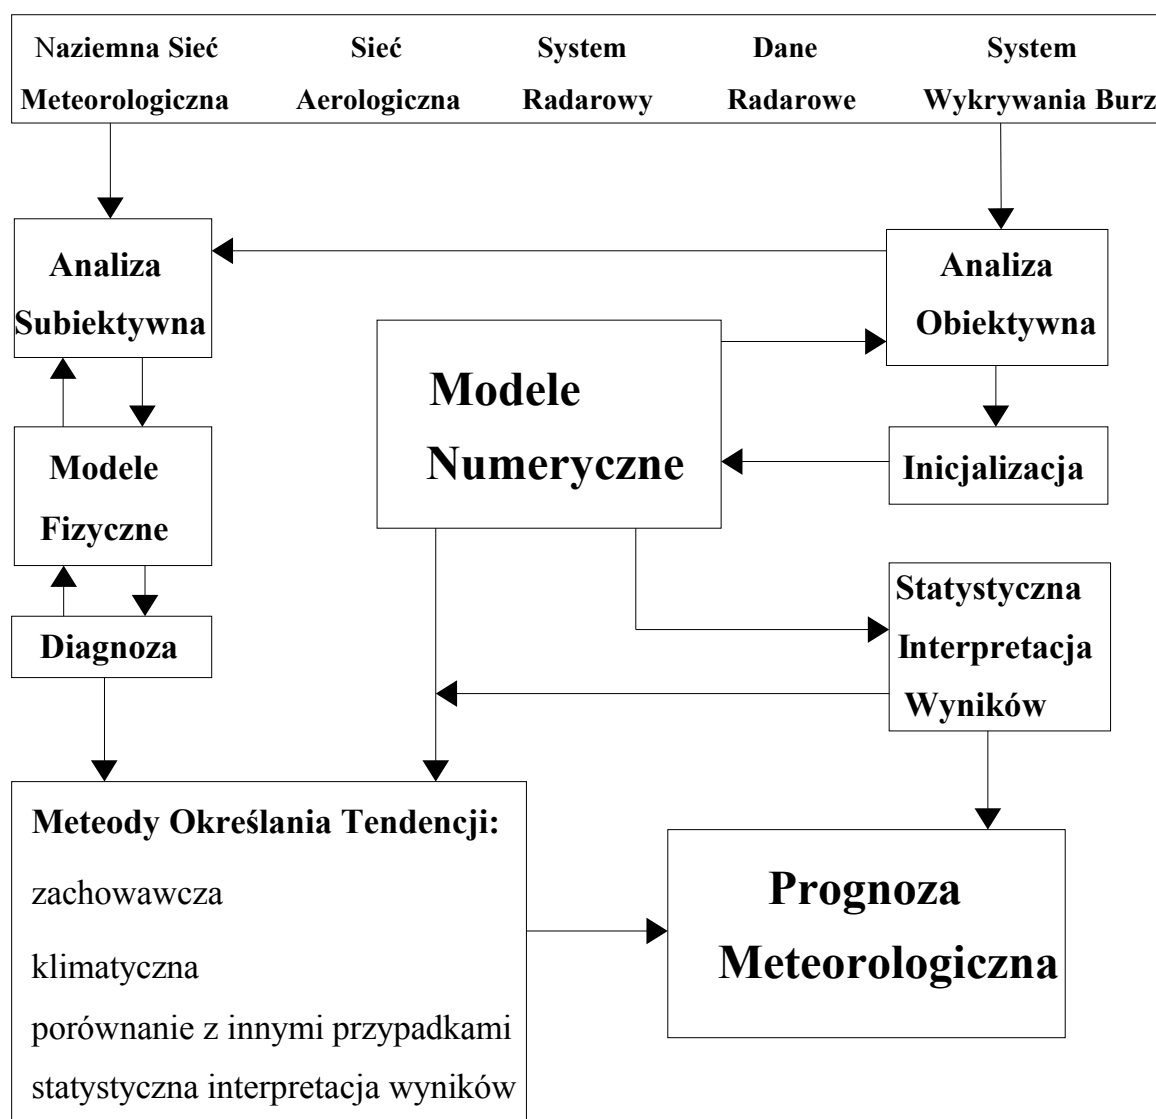 Naziemna Sieć Sieć System Dane System
Meteorologiczna Aerologiczna Radarowy Radarowe Wykrywania Burz
Analiza
Subiektywna
Analiza
Obiektywna
Modele
Numeryczne
Modele
Fizyczne
Inicjalizacja
Diagnoza
Statystyczna
Interpretacja
Wyników
Meteody Określania Tendencji:
zachowawcza
klimatyczna
porównanie z innymi przypadkami
statystyczna interpretacja wyników
Prognoza
Meteorologiczna